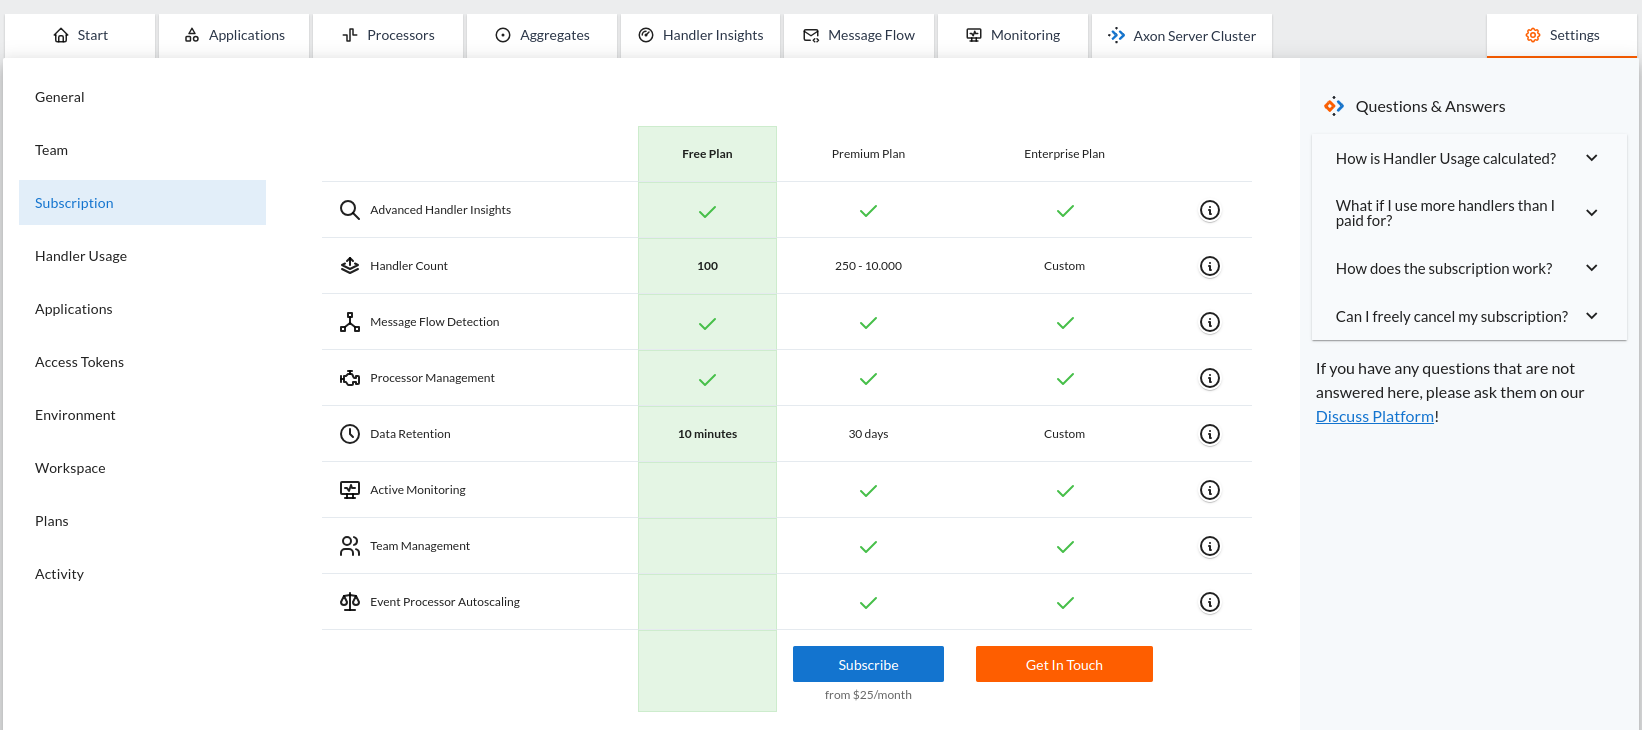 Start
Applications
Processors
Aggregates
Handler Insights
Message Flow
Monitoring
Axon Server Cluster
Settings
General
Team
Subscription
Handler Usage
Applications
Access Tokens
Environment
Workspace
Plans
Activity
Free Plan Premium Plan Enterprise Plan
Advanced Handler Insights
Handler Count 100 250 - 10.000 Custom
Message Flow Detection
Processor Management
Data Retention 10 minutes 30 days Custom
Active Monitoring
Team Management
Event Processor Autoscaling
Subscribe Get In Touch
from $25/month
Questions & Answers
How is Handler Usage calculated?
What if I use more handlers than I
paid for?
How does the subscription work?
Can I freely cancel my subscription?
If you have any questions that are not
answered here, please ask them on our
Discuss Platform!